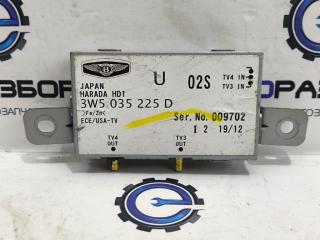 U 02S
TV4 IN
TV3 IN
JAPAN
HARADA HDT
3W5 035 225 D
ECE/USA-TV
Ser. No. 009702
I 2 19/12
TV4 OUT
TV3 OUT